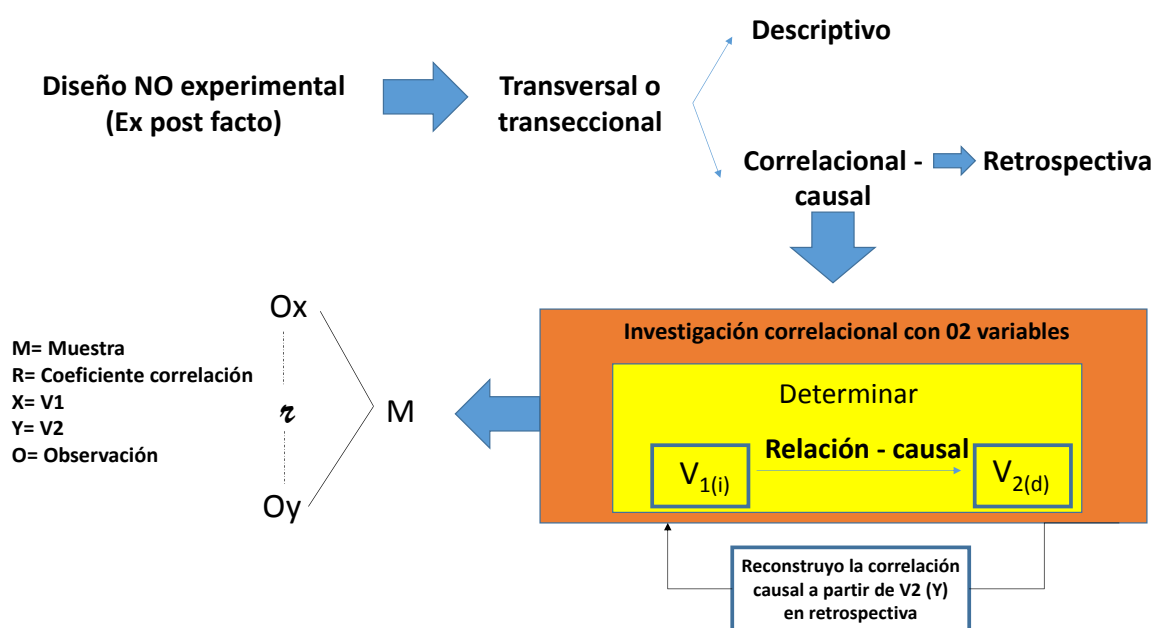 Descriptivo
Diseño NO experimental
(Ex post facto)
Transversal o
transeccional
Correlacional -
causal
Retrospectiva
Investigación correlacional con 02 variables
Determinar
Relación - causal
V1(i)
V2(d)
Reconstruyo la correlación
causal a partir de V2 (Y)
en retrospectiva
Ox
r
Oy
M
M= Muestra
R= Coeficiente correlación
X= V1
Y= V2
O= Observación